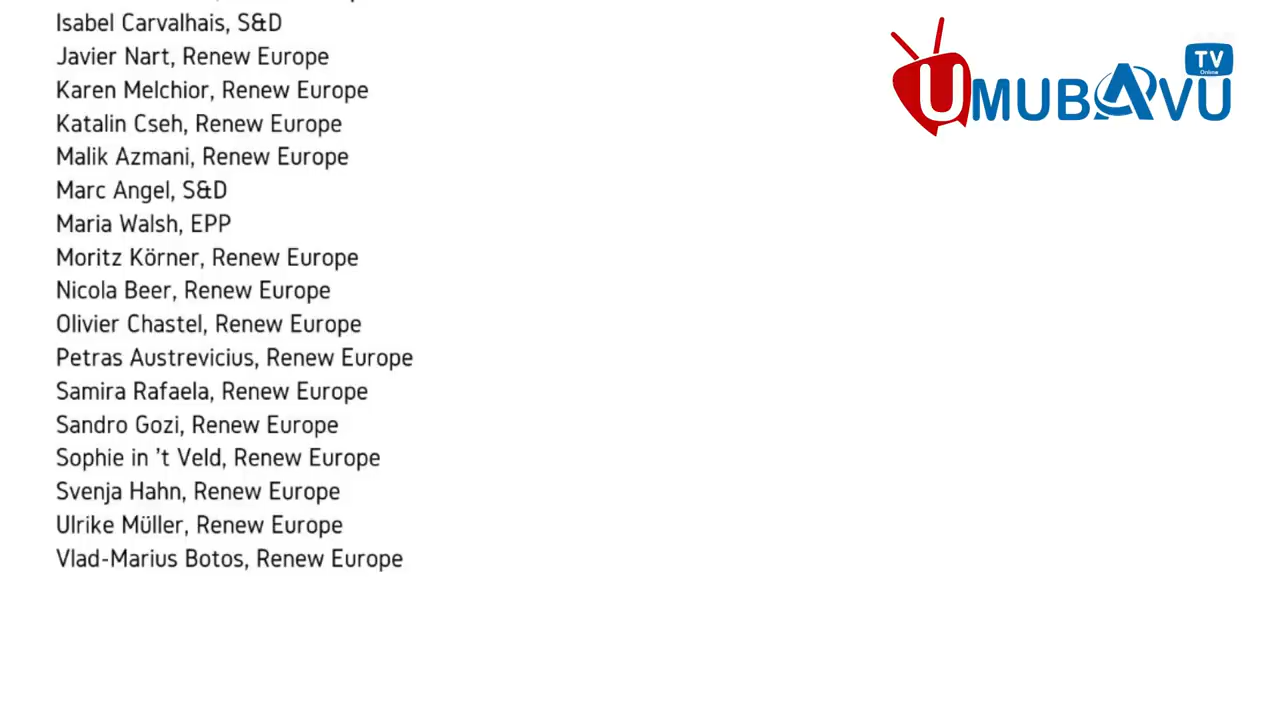 Isabel Carvalhais, S&D
Javier Nart, Renew Europe
Karen Melchior, Renew Europe
Katalin Cseh, Renew Europe
Malik Azmani, Renew Europe
Marc Angel, S&D
Maria Walsh, EPP
Moritz Körner, Renew Europe
Nicola Beer, Renew Europe
Olivier Chastel, Renew Europe
Petras Austrevicius, Renew Europe
Samira Rafaela, Renew Europe
Sandro Gozi, Renew Europe
Sophie in ’t Veld, Renew Europe
Svenja Hahn, Renew Europe
Ulrike Müller, Renew Europe
Vlad-Marius Botos, Renew Europe
UMUBAVU
TV
Online